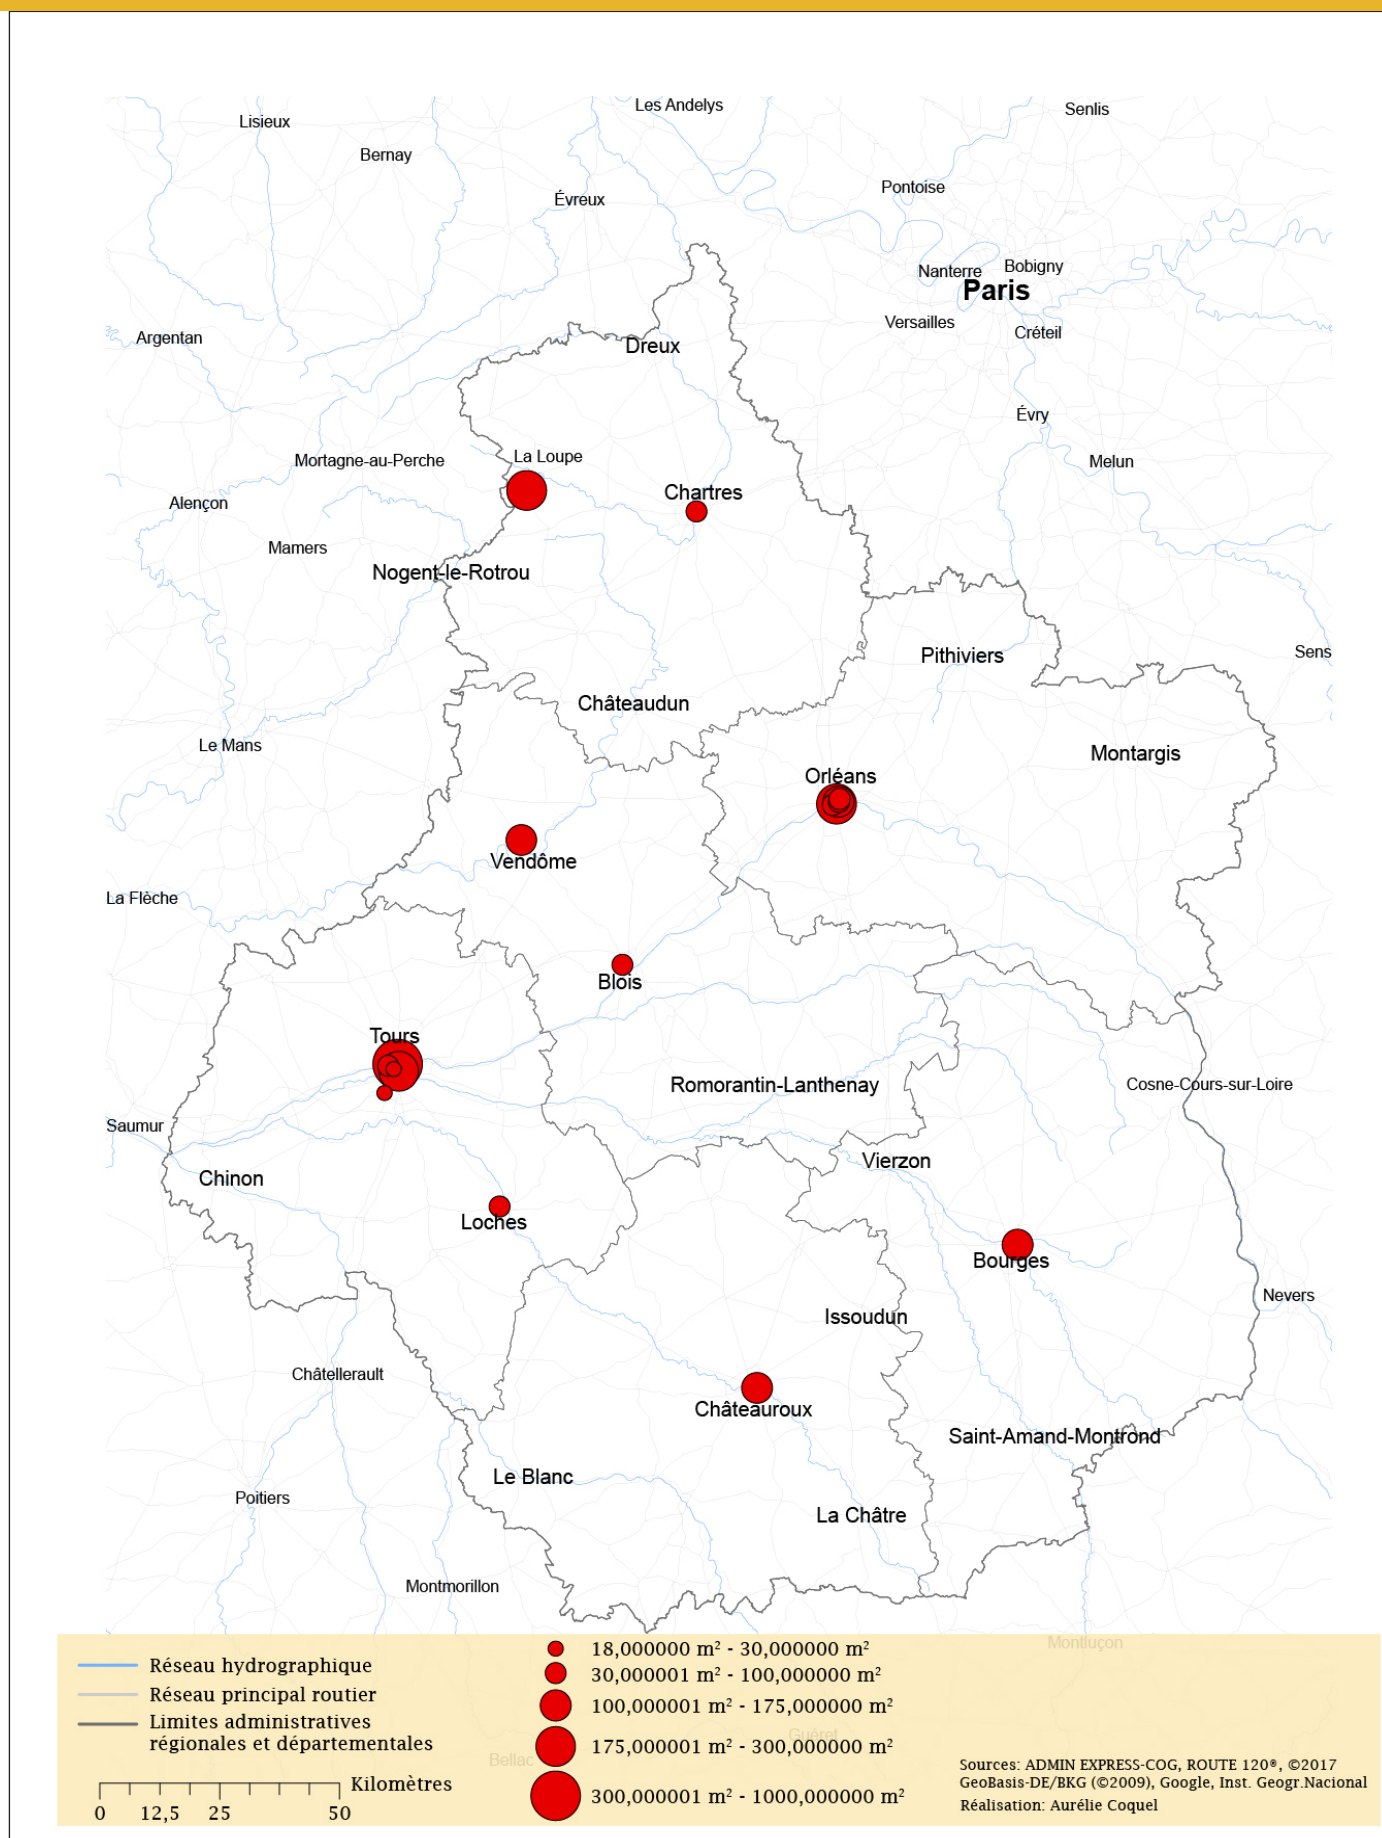 Les Andelys
Senlis
Lisieux
Bernay
Pontoise
Évreux
Nanterre
Bobigny
Paris
Versailles
Créteil
Argentan
Dreux
Évry
La Loupe
Mortagne-au-Perche
Melun
Chartres
Alençon
Mamers
Nogent-le-Rotrou
Pithiviers
Sens
Châteaudun
Le Mans
Montargis
Orléans
Vendôme
La Flèche
Blois
Tours
Romorantin-Lanthenay
Cosne-Cours-sur-Loire
Saumur
Vierzon
Chinon
Loches
Bourges
Nevers
Issoudun
Châtellerault
Châteauroux
Saint-Amand-Montrond
Le Blanc
Poitiers
La Châtre
Montmorillon
Montluçon
Guéret
Bellac
Réseau hydrographique
Réseau principal routier
Limites administratives
régionales et départementales
Kilomètres
0 12,5 25 50
18,000000 m² - 30,000000 m²
30,000001 m² - 100,000000 m²
100,000001 m² - 175,000000 m²
175,000001 m² - 300,000000 m²
300,000001 m² - 1000,000000 m²
Sources: ADMIN EXPRESS-COG, ROUTE 120®, ©2017
GeoBasis-DE/BKG (©2009), Google, Inst. Geogr.Nacional
Réalisation: Aurélie Coquel